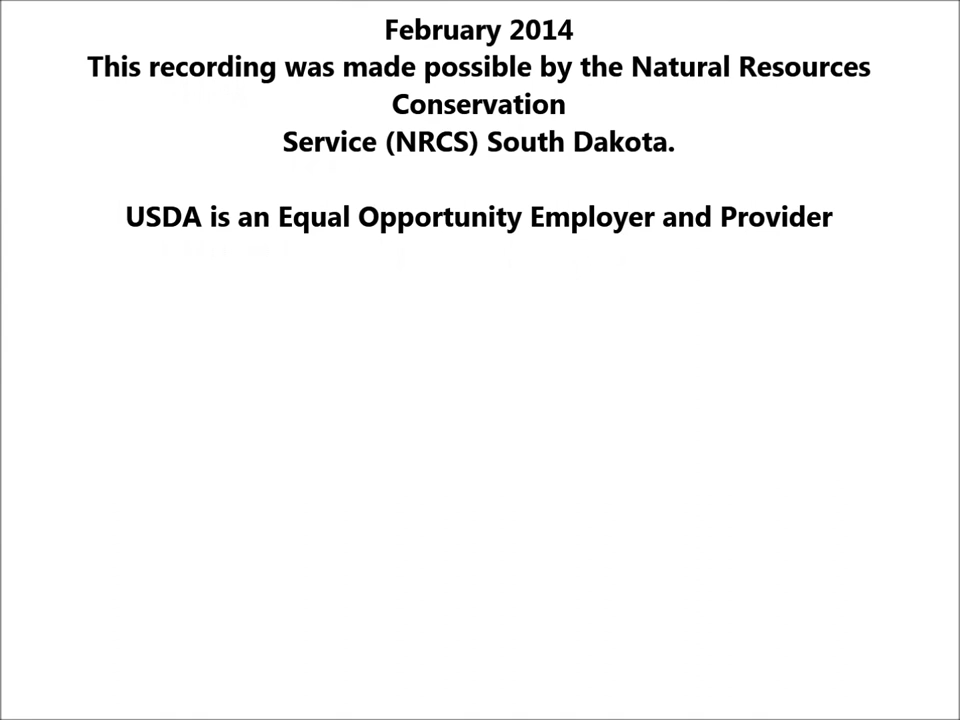 February 2014
This recording was made possible by the Natural Resources
Conservation
Service (NRCS) South Dakota.
USDA is an Equal Opportunity Employer and Provider